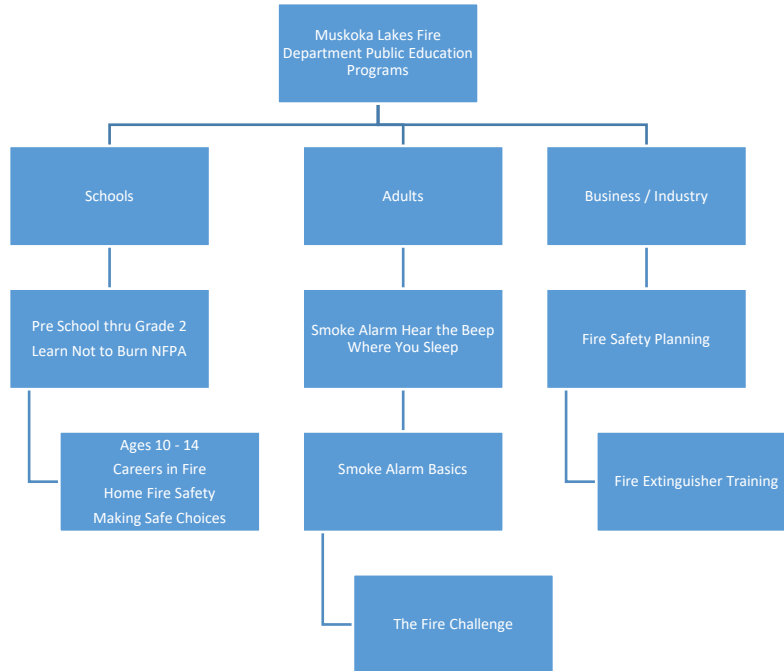 Muskoka Lakes Fire
Department Public Education
Programs
Schools
Adults
Business / Industry
Pre School thru Grade 2
Learn Not to Burn NFPA
Smoke Alarm Hear the Beep
Where You Sleep
Fire Safety Planning
Ages 10 - 14
Careers in Fire
Home Fire Safety
Making Safe Choices
Smoke Alarm Basics
Fire Extinguisher Training
The Fire Challenge